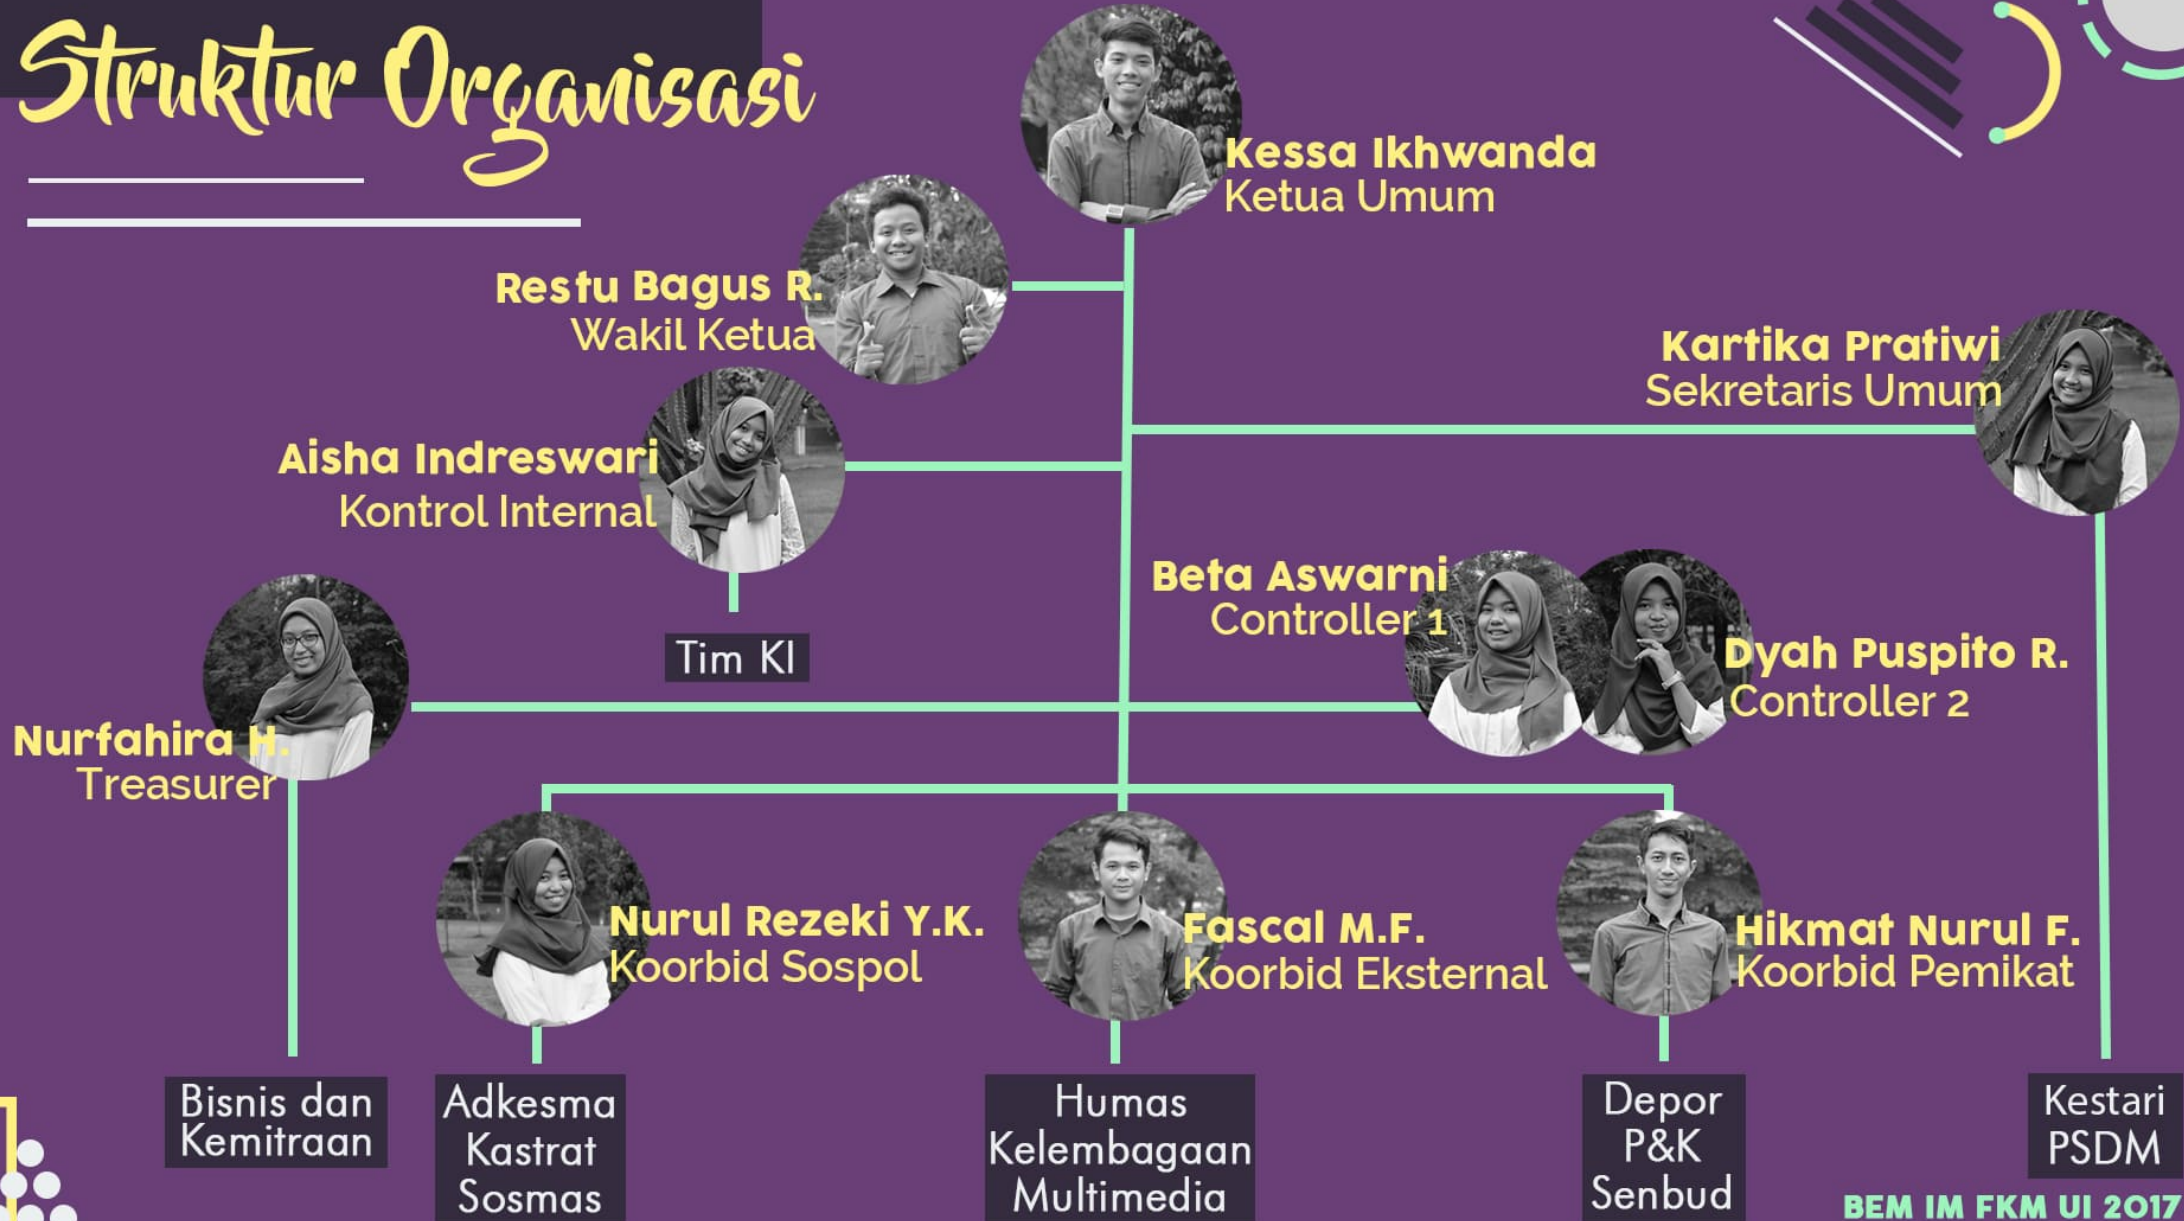 Struktur Organisasi
Kessa Ikhwanda
Ketua Umum
Restu Bagus R.
Wakil Ketua
Kartika Pratiwi
Sekretaris Umum
Aisha Indreswari
Kontrol Internal
Tim KI
Beta Aswarni
Controller 1
Dyah Puspito R.
Controller 2
Nurfahira H.
Treasurer
Nurul Rezeki Y.K.
Koorbid Sospol
Fascal M.F.
Koorbid Eksternal
Hikmat Nurul F.
Koorbid Pemikat
Bisnis dan
Kemitraan
Adkesma
Kastrat
Sosmas
Humas
Kelembagaan
Multimedia
Depor
P&K
Senbud
Kestari
PSDM
BEM IM FKM UI 2017